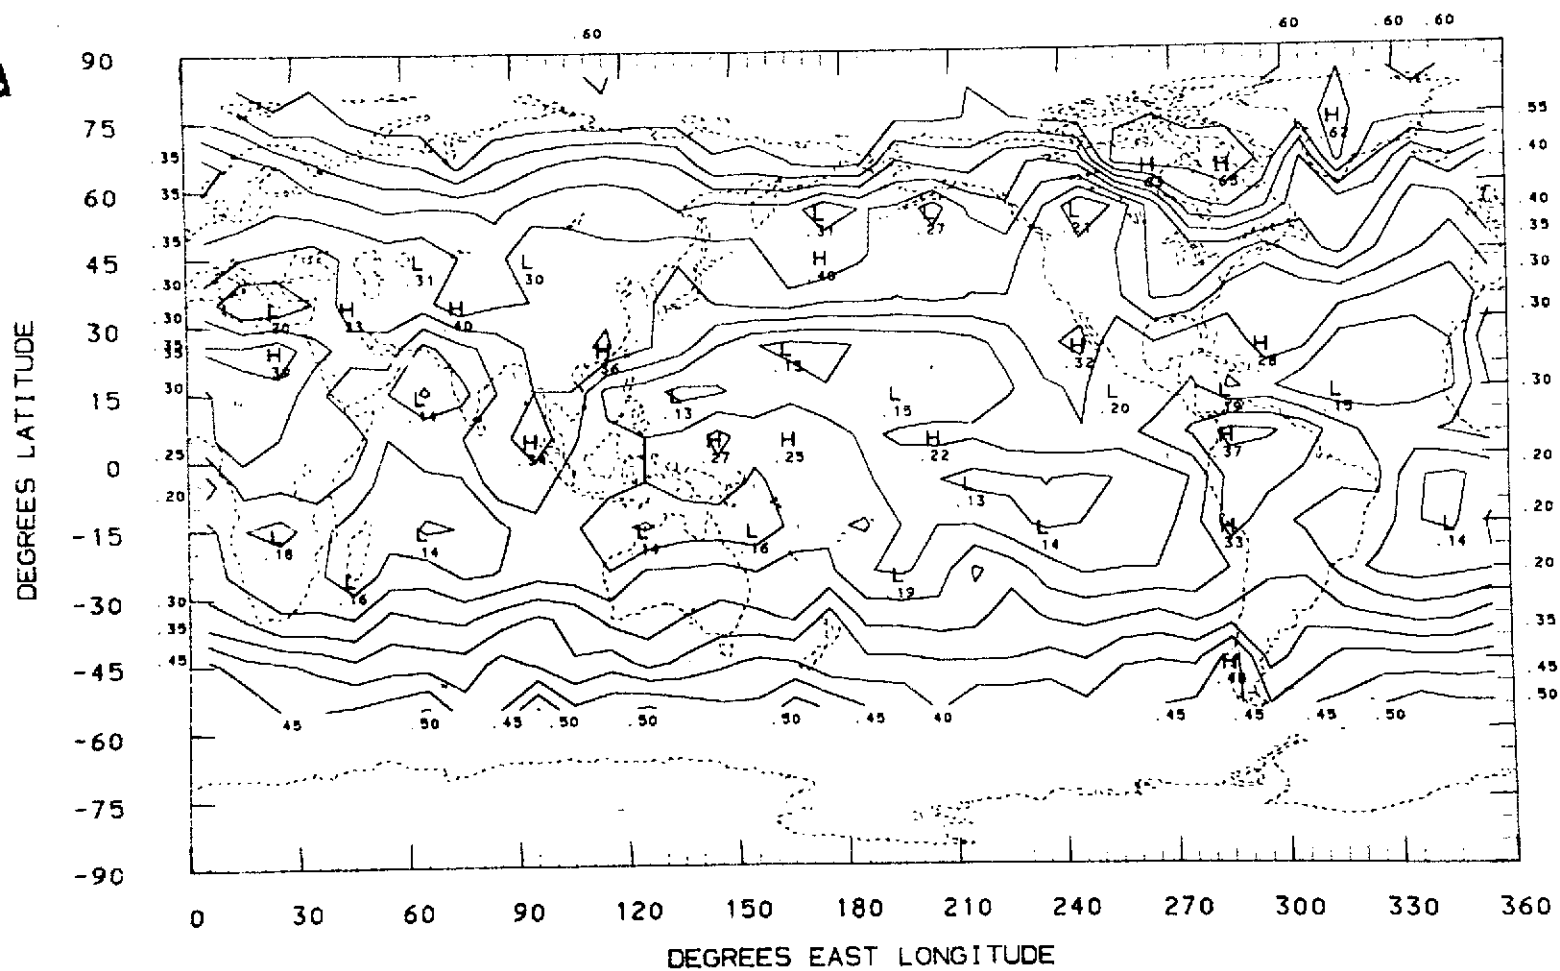 .60 .60 .60 .60
90
H .55
75 .62
.35 .40
H H
.63 .65
60 .35 .40
L L L
.31 .27 .27 .35
.35
45 L L H .30
.31 .30 .40
.30
L H H .30
.30 .33 .40
30 .35 H H H
.35 H .36 L .32 .28
.39 .13
.30 .30
15 L L L L L L
.14 .13 .15 .20 .19 .15
H H H H H
.34 .27 .25 .22 .37
0 .25 .20
.20 L
.13 .20
-15 L L L L L H L
.18 .14 .14 .16 .14 .33 .14
L L .20
.16 .19
-30 .30
.35 .35
-45 .45 H .45
.48 .50
.45 .50 .45 .50 .50 .50 .45 .40 .45 .45 .45 .50
-60
-75
-90
0 30 60 90 120 150 180 210 240 270 300 330 360
DEGREES EAST LONGITUDE
DEGREES LATITUDE